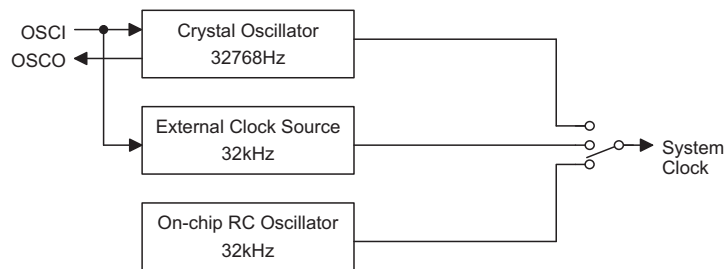 OSCI
OSCO
Crystal Oscillator
32768Hz
External Clock Source
32kHz
On-chip RC Oscillator
32kHz
System
Clock